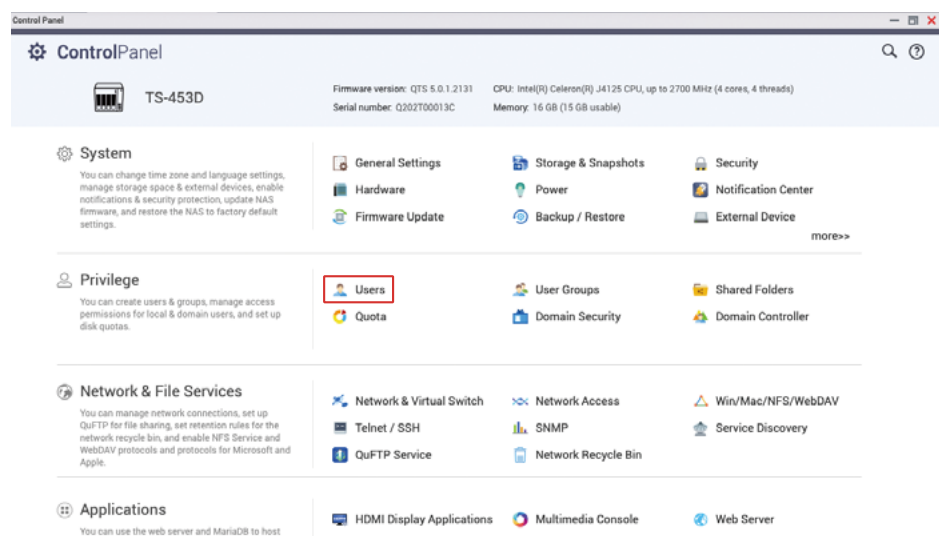 Control Panel
ControlPanel
TS-453D
Firmware version: QTS 5.0.1.2131 CPU: Intel(R) Celeron(R) J4125 CPU, up to 2700 MHz (4 cores, 4 threads)
Serial number: Q202T00013C Memory: 16 GB (15 GB usable)
System
You can change time zone and language settings,
manage storage space & external devices, enable
notifications & security protection, update NAS
firmware, and restore the NAS to factory default
settings.
General Settings Storage & Snapshots Security
Hardware Power Notification Center
Firmware Update Backup / Restore External Device
more>>
Privilege
You can create users & groups, manage access
permissions for local & domain users, and set up
disk quotas.
Users User Groups Shared Folders
Quota Domain Security Domain Controller
Network & File Services
You can manage network connections, set up
QuFTP for file sharing, set retention rules for the
network recycle bin, and enable NFS Service and
WebDAV protocols and protocols for Microsoft and
Apple.
Network & Virtual Switch Network Access Win/Mac/NFS/WebDAV
Telnet / SSH SNMP Service Discovery
QuFTP Service Network Recycle Bin
Applications
You can use the web server and MariaDB to host
HDMI Display Applications Multimedia Console Web Server